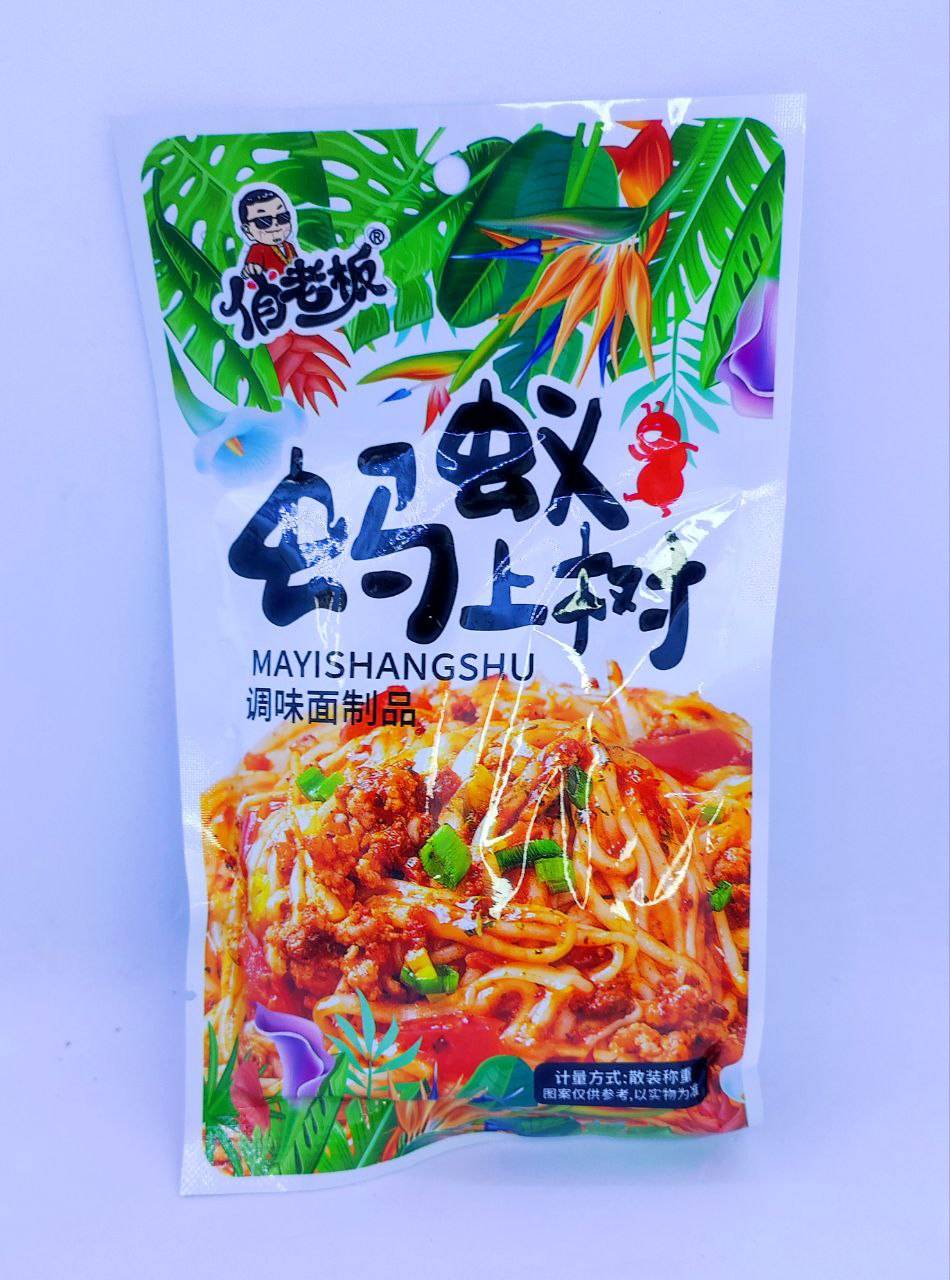 俏老板®
蚂蚁
上树
MAYISHANGSHU
调味面制品
计量方式:散装称重
图案仅供参考,以实物为准